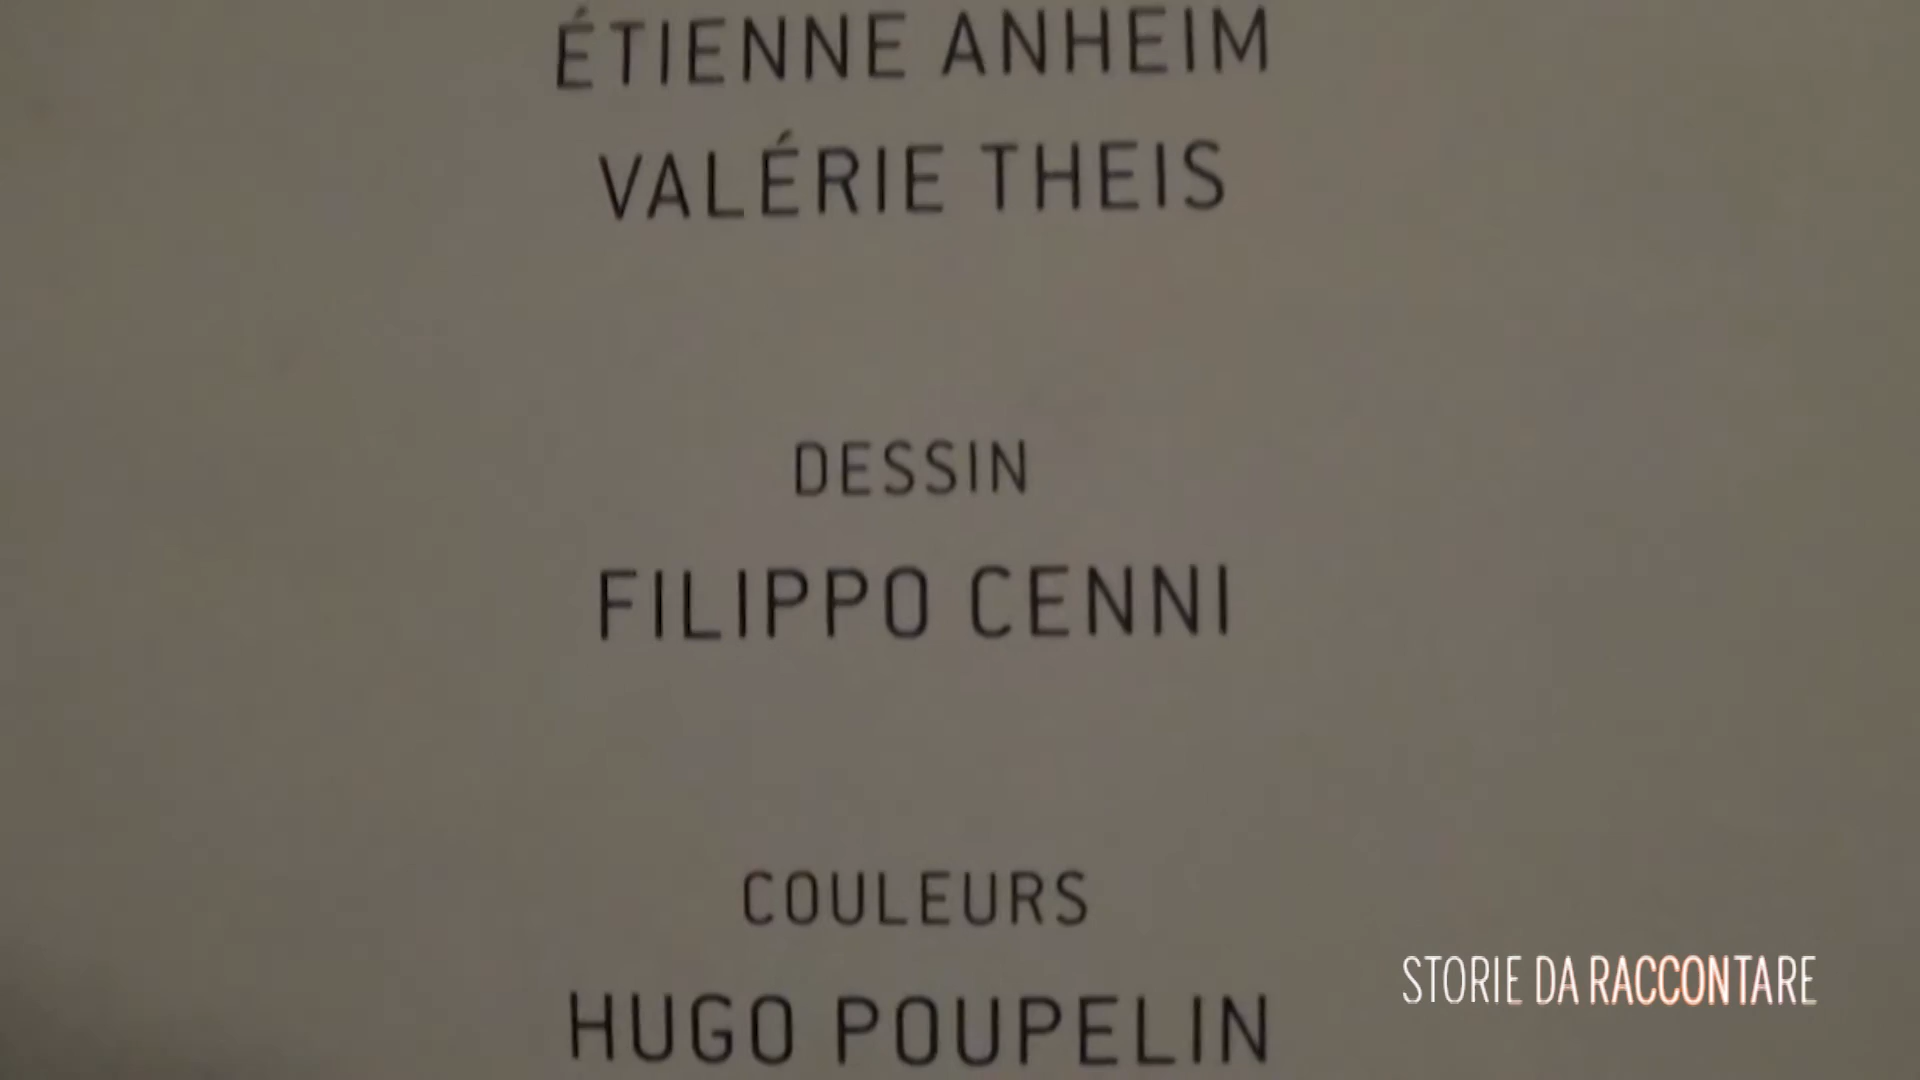 ÉTIENNE ANHEIM
VALÉRIE THEIS
DESSIN
FILIPPO CENNI
COULEURS
HUGO POUPELIN
STORIE DA RACCONTARE